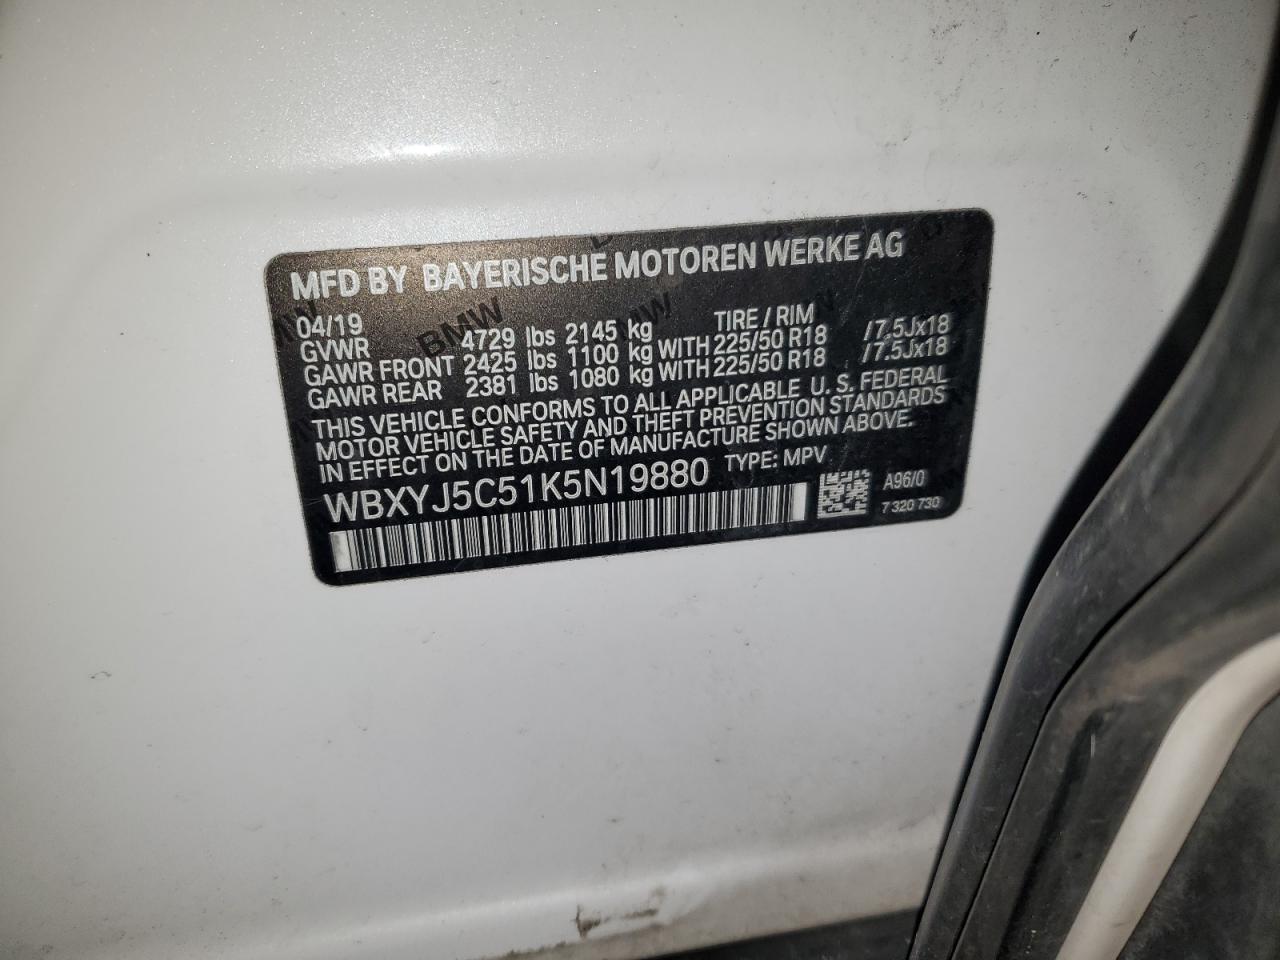 MFD BY BAYERISCHE MOTOREN WERKE AG
04/19 TIRE / RIM
GVWR 4729 lbs 2145 kg
GAWR FRONT 2425 lbs 1100 kg WITH 225/50 R18 /7.5Jx18
GAWR REAR 2381 lbs 1080 kg WITH 225/50 R18 /7.5Jx18
THIS VEHICLE CONFORMS TO ALL APPLICABLE U. S. FEDERAL
MOTOR VEHICLE SAFETY AND THEFT PREVENTION STANDARDS
IN EFFECT ON THE DATE OF MANUFACTURE SHOWN ABOVE.
WBXYJ5C51K5N19880 TYPE: MPV
A96/0
7 320 730
BMW